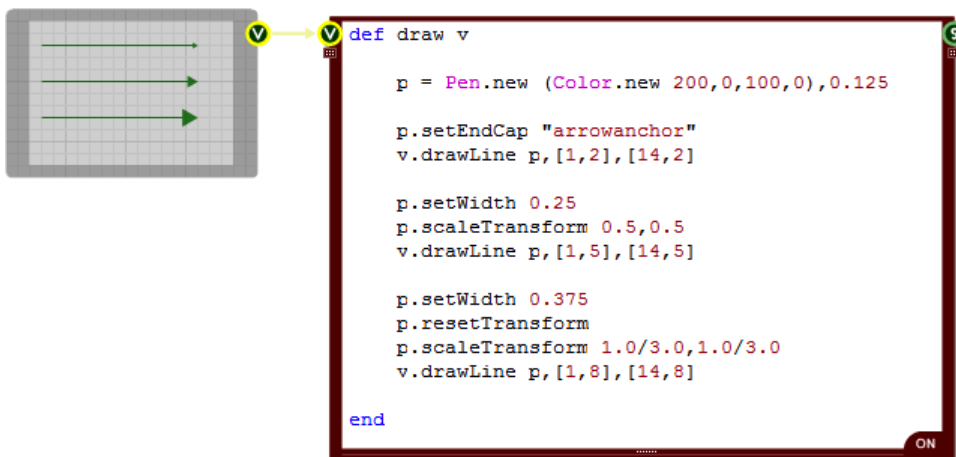 V
V
S
def draw v
p = Pen.new (Color.new 200,0,100,0),0.125
p.setEndCap "arrowanchor"
v.drawLine p,[1,2],[14,2]
p.setWidth 0.25
p.scaleTransform 0.5,0.5
v.drawLine p,[1,5],[14,5]
p.setWidth 0.375
p.resetTransform
p.scaleTransform 1.0/3.0,1.0/3.0
v.drawLine p,[1,8],[14,8]
end
ON